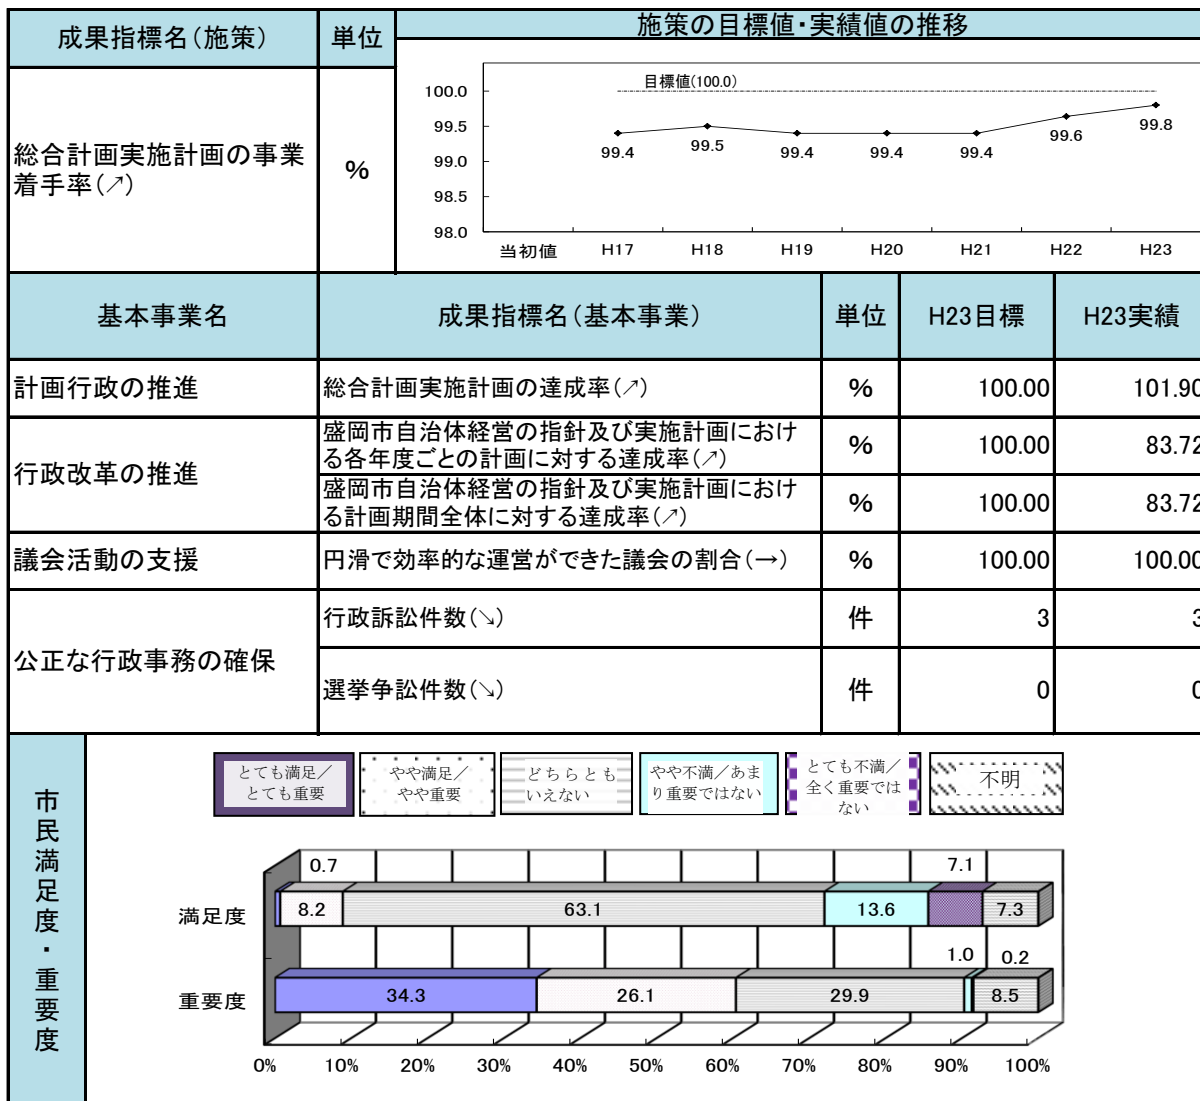 成果指標名(施策)
単位
施策の目標値・実績値の推移
総合計画実施計画の事業
着手率(↗)
%
目標値(100.0)
100.0
99.5
99.0
98.5
98.0
99.4
99.5
99.4
99.4
99.4
99.6
99.8
当初値
H17
H18
H19
H20
H21
H22
H23
基本事業名
成果指標名(基本事業)
単位
H23目標
H23実績
計画行政の推進
総合計画実施計画の達成率(↗)
%
100.00
101.90
行政改革の推進
盛岡市自治体経営の指針及び実施計画におけ
る各年度ごとの計画に対する達成率(↗)
%
100.00
83.72
盛岡市自治体経営の指針及び実施計画におけ
る計画期間全体に対する達成率(↗)
%
100.00
83.72
議会活動の支援
円滑で効率的な運営ができた議会の割合(→)
%
100.00
100.00
公正な行政事務の確保
行政訴訟件数(↘)
件
3
3
選挙争訟件数(↘)
件
0
0
市民満足度・重要度
とても満足/
とても重要
やや満足/
やや重要
どちらとも
いえない
やや不満/あま
り重要ではない
とても不満/
全く重要では
ない
不明
満足度
0.7
8.2
63.1
13.6
7.1
7.3
重要度
34.3
26.1
29.9
1.0
0.2
8.5
0%
10%
20%
30%
40%
50%
60%
70%
80%
90%
100%